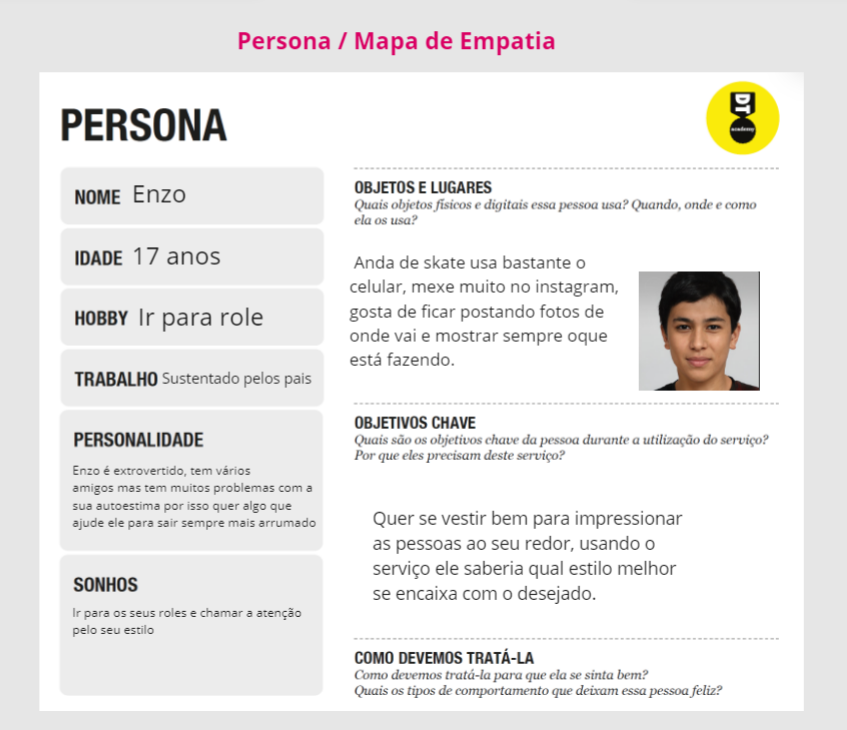 Persona / Mapa de Empatia
PERSONA
DT
academy
NOME Enzo
IDADE 17 anos
HOBBY Ir para role
TRABALHO Sustentado pelos pais
PERSONALIDADE
Enzo é extrovertido, tem vários
amigos mas tem muitos problemas com a
sua autoestima por isso quer algo que
ajude ele para sair sempre mais arrumado
SONHOS
Ir para os seus roles e chamar a atenção
pelo seu estilo
OBJETOS E LUGARES
Quais objetos físicos e digitais essa pessoa usa? Quando, onde e como
ela os usa?
Anda de skate usa bastante o
celular, mexe muito no instagram,
gosta de ficar postando fotos de
onde vai e mostrar sempre oque
está fazendo.
OBJETIVOS CHAVE
Quais são os objetivos chave da pessoa durante a utilização do serviço?
Por que eles precisam deste serviço?
Quer se vestir bem para impressionar
as pessoas ao seu redor, usando o
serviço ele saberia qual estilo melhor
se encaixa com o desejado.
COMO DEVEMOS TRATÁ-LA
Como devemos tratá-la para que ela se sinta bem?
Quais os tipos de comportamento que deixam essa pessoa feliz?